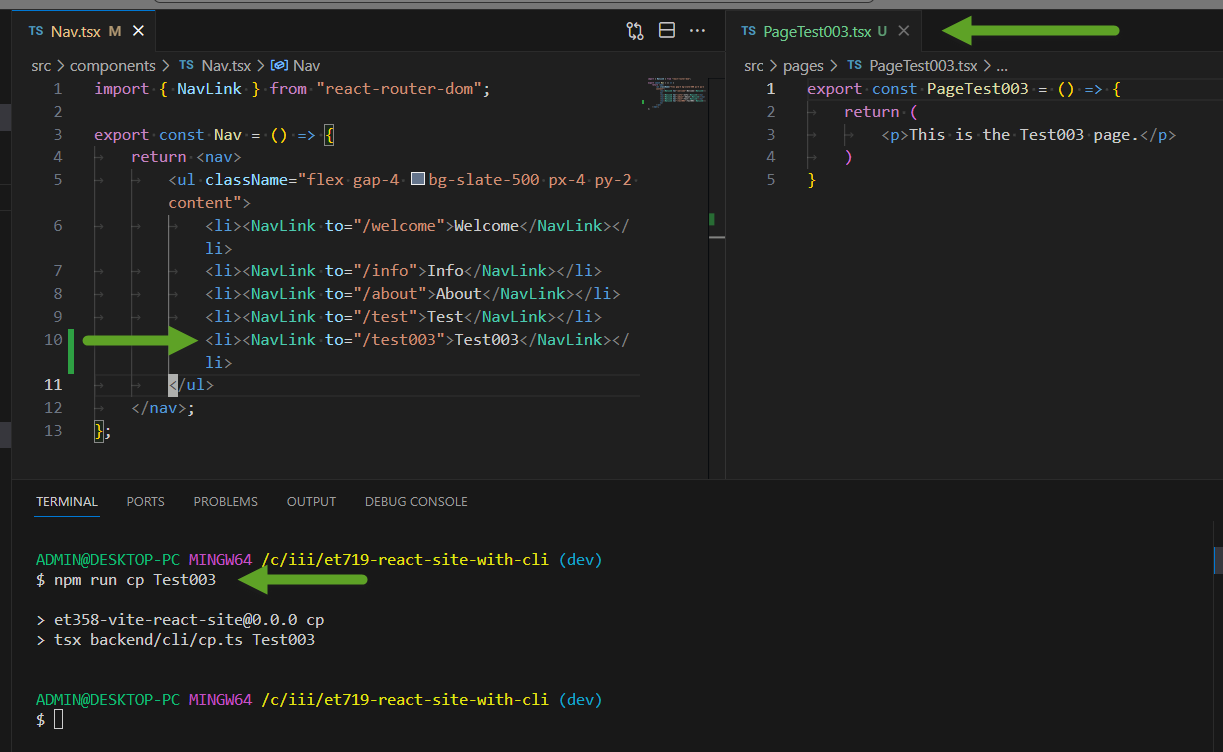 TS Nav.tsx M
src > components > TS Nav.tsx > Nav
1 import { NavLink } from "react-router-dom";
2
3 export const Nav = () => {
4 return <nav>
5 <ul className="flex gap-4 bg-slate-500 px-4 py-2
content">
6 <li><NavLink to="/welcome">Welcome</NavLink></
li>
7 <li><NavLink to="/info">Info</NavLink></li>
8 <li><NavLink to="/about">About</NavLink></li>
9 <li><NavLink to="/test">Test</NavLink></li>
10 <li><NavLink to="/test003">Test003</NavLink></
li>
11 </ul>
12 </nav>;
13 };
TS PageTest003.tsx U
src > pages > TS PageTest003.tsx > ...
1 export const PageTest003 = () => {
2 return (
3 <p>This is the Test003 page.</p>
4 )
5 }
TERMINAL PORTS PROBLEMS OUTPUT DEBUG CONSOLE
ADMIN@DESKTOP-PC MINGW64 /c/iii/et719-react-site-with-cli (dev)
$ npm run cp Test003
> et358-vite-react-site@0.0.0 cp
> tsx backend/cli/cp.ts Test003
ADMIN@DESKTOP-PC MINGW64 /c/iii/et719-react-site-with-cli (dev)
$